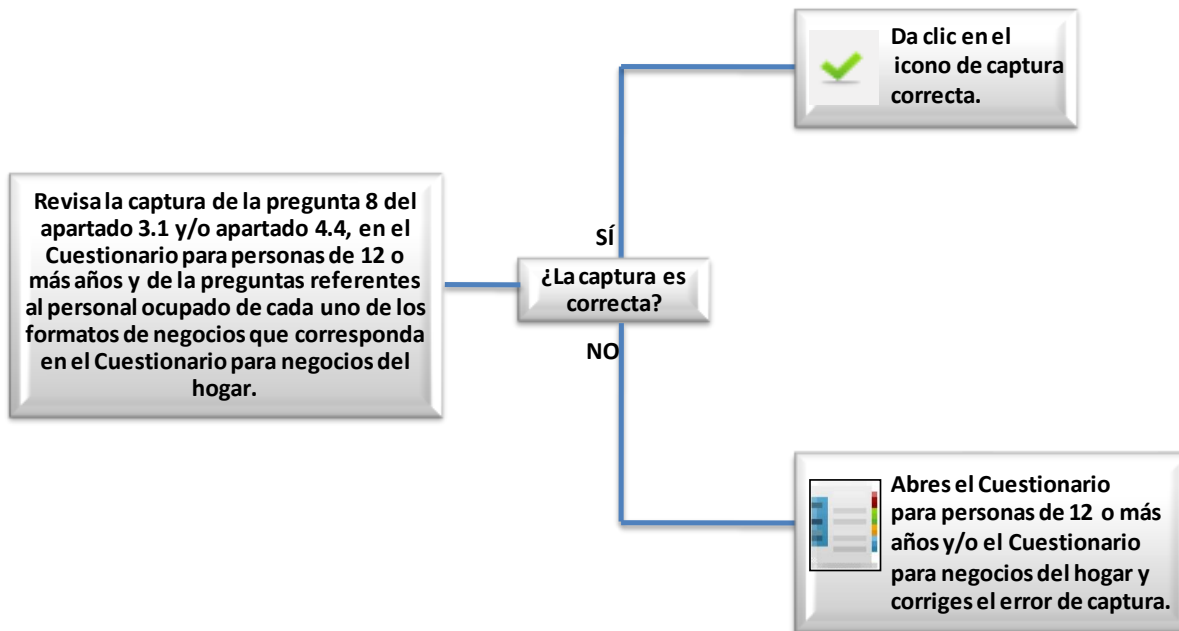 Da clic en el
icono de captura
correcta.
Revisa la captura de la pregunta 8 del
apartado 3.1 y/o apartado 4.4, en el
Cuestionario para personas de 12 o
más años y de la preguntas referentes
al personal ocupado de cada uno de los
formatos de negocios que corresponda
en el Cuestionario para negocios del
hogar.
SÍ
¿La captura es
correcta?
NO
Abres el Cuestionario
para personas de 12 o más
años y/o el Cuestionario
para negocios del hogar y
corriges el error de captura.